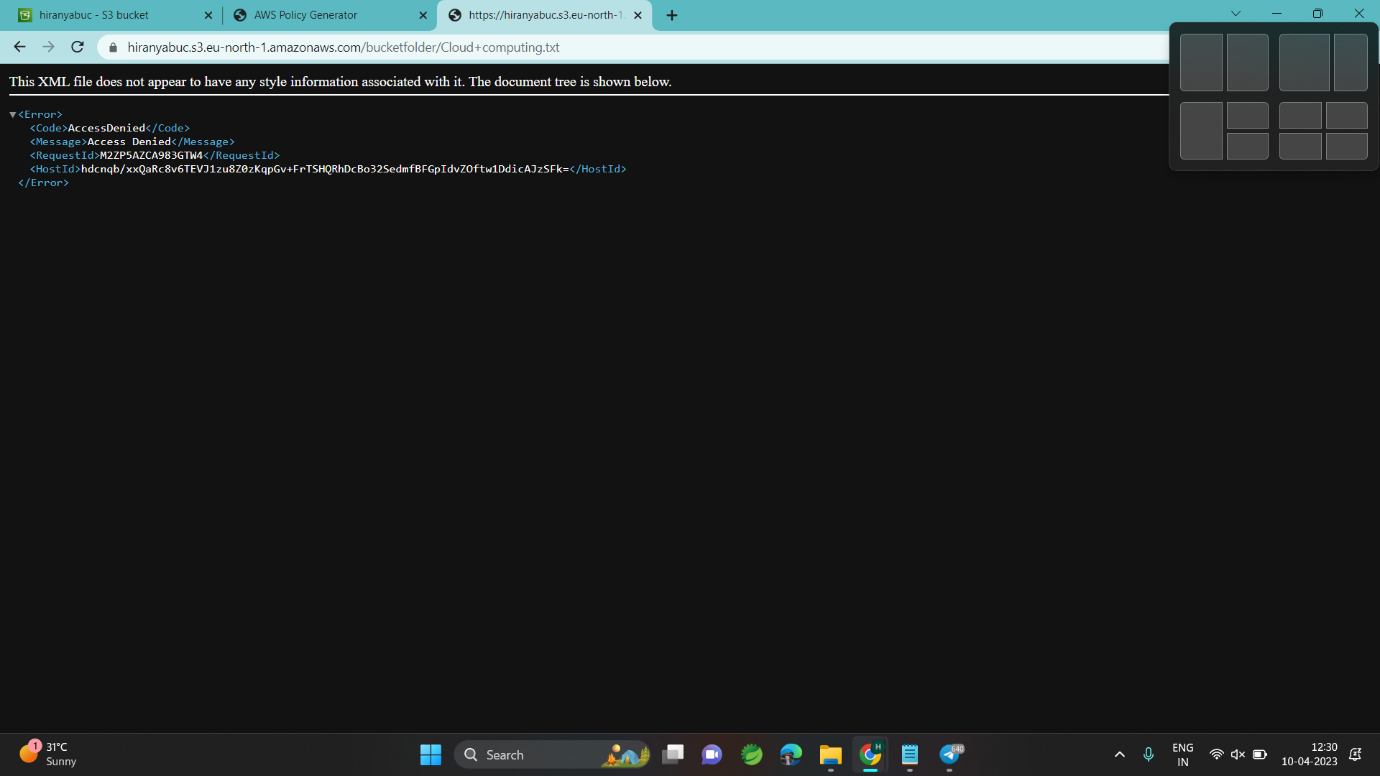 hiranyabuc - S3 bucket
AWS Policy Generator
https://hiranyabuc.s3.eu-north-1.
hiranyabuc.s3.eu-north-1.amazonaws.com/bucketfolder/Cloud+computing.txt
This XML file does not appear to have any style information associated with it. The document tree is shown below.
▼<Error>
<Code>AccessDenied</Code>
<Message>Access Denied</Message>
<RequestId>M2ZP5AZCA983GTW4</RequestId>
<HostId>hdcnqb/xxQaRc8v6TEVJ1zu8Z0zKqpGv+FrTSHQRhDcBo32SedmfBFGpIdvZOftw1DdicAJzSFk=</HostId>
</Error>
1
31°C
Sunny
Search
H
640
ENG
IN
12:30
10-04-2023